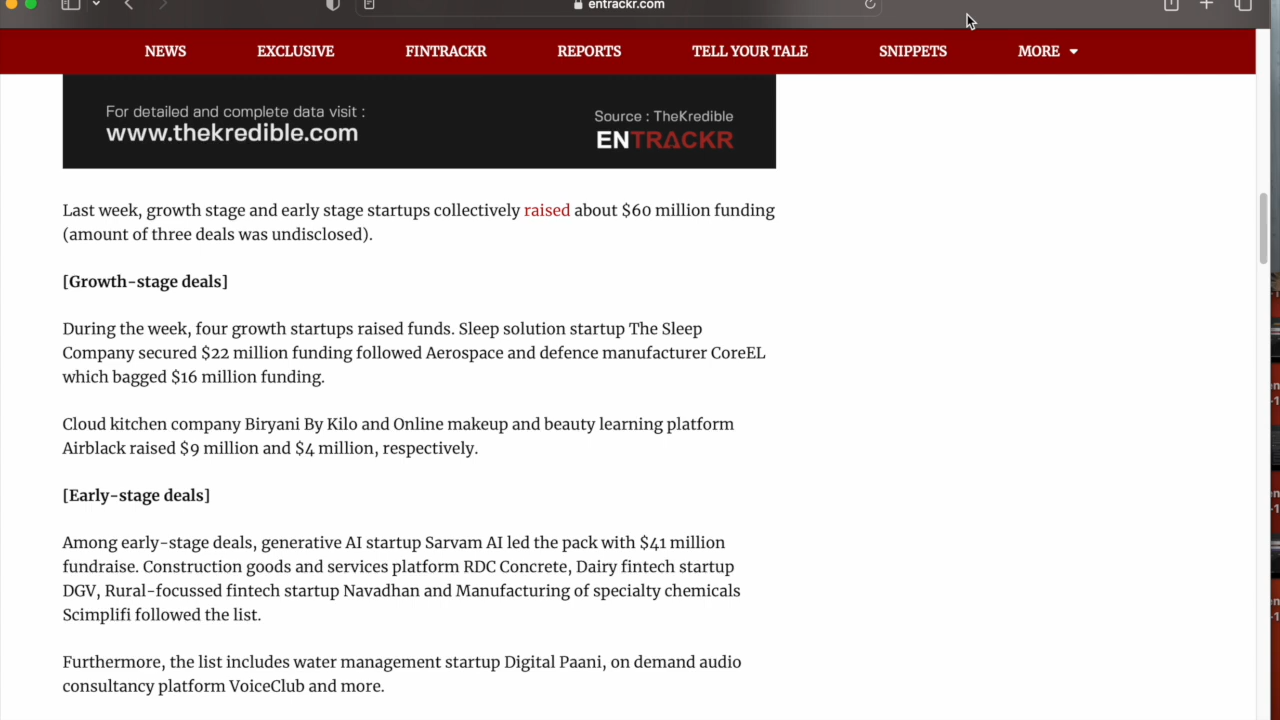 entrackr.com
NEWS EXCLUSIVE FINTRACKR REPORTS TELL YOUR TALE SNIPPETS MORE
For detailed and complete data visit :
www.thekredible.com
Source : TheKredible
ENTRACKR
Last week, growth stage and early stage startups collectively raised about $60 million funding
(amount of three deals was undisclosed).
[Growth-stage deals]
During the week, four growth startups raised funds. Sleep solution startup The Sleep
Company secured $22 million funding followed Aerospace and defence manufacturer CoreEL
which bagged $16 million funding.
Cloud kitchen company Biryani By Kilo and Online makeup and beauty learning platform
Airblack raised $9 million and $4 million, respectively.
[Early-stage deals]
Among early-stage deals, generative AI startup Sarvam AI led the pack with $41 million
fundraise. Construction goods and services platform RDC Concrete, Dairy fintech startup
DGV, Rural-focussed fintech startup Navadhan and Manufacturing of specialty chemicals
Scimplifi followed the list.
Furthermore, the list includes water management startup Digital Paani, on demand audio
consultancy platform VoiceClub and more.